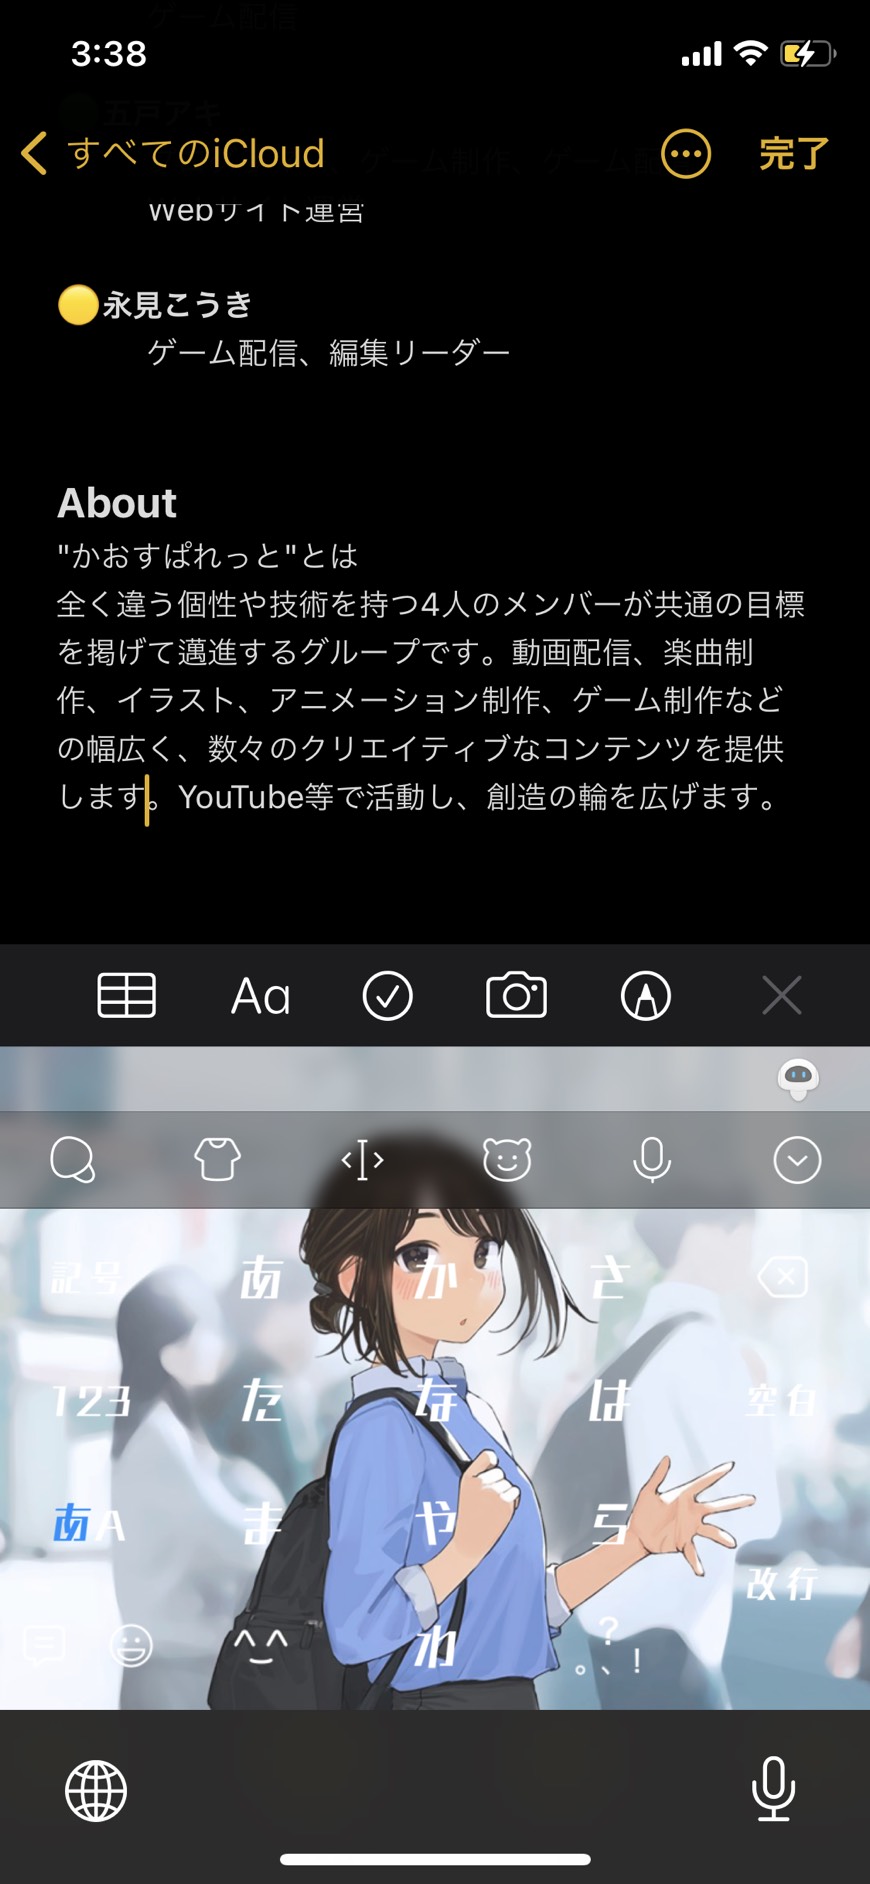 3:38
すべてのiCloud
完了
Webサイト運営
永見こうき
ゲーム配信、編集リーダー
About
"かおすぱれっと"とは
全く違う個性や技術を持つ4人のメンバーが共通の目標
を掲げて邁進するグループです。動画配信、楽曲制
作、イラスト、アニメーション制作、ゲーム制作など
の幅広く、数々のクリエイティブなコンテンツを提供
します。YouTube等で活動し、創造の輪を広げます。
Aa
記号 あ か さ
123 た な は 空白
あA ま や ら
改行
^^ わ 。、?!